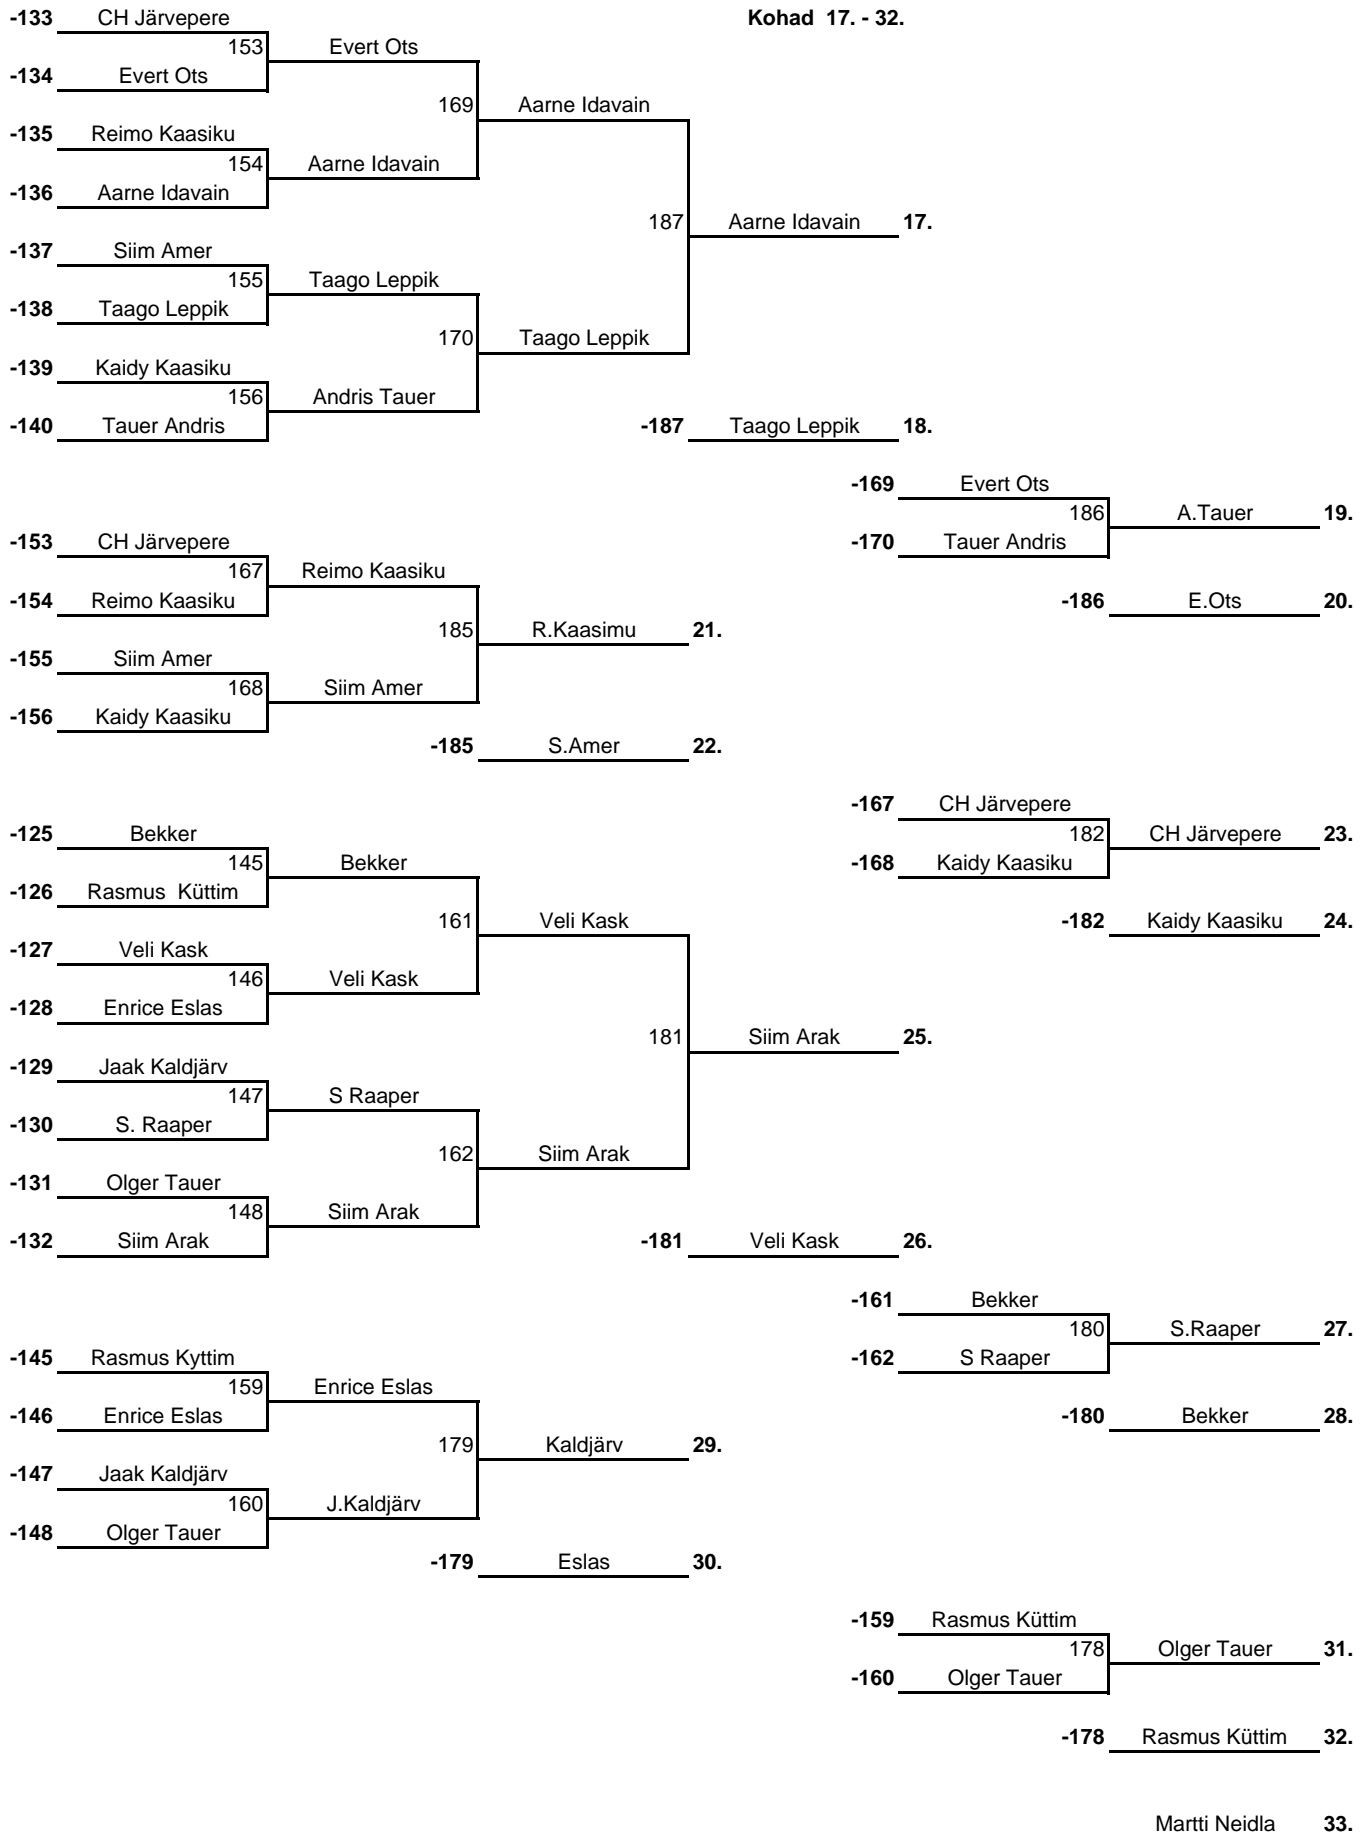 -133 CH Järvepere Kohad 17. - 32.
153 Evert Ots
-134 Evert Ots
169 Aarne Idavain
-135 Reimo Kaasiku
154 Aarne Idavain
-136 Aarne Idavain
187 Aarne Idavain 17.
-137 Siim Amer
155 Taago Leppik
-138 Taago Leppik
170 Taago Leppik
-139 Kaidy Kaasiku
156 Andris Tauer
-140 Tauer Andris -187 Taago Leppik 18.
-169 Evert Ots
186 A.Tauer 19.
-153 CH Järvepere -170 Tauer Andris
167 Reimo Kaasiku
-154 Reimo Kaasiku -186 E.Ots 20.
185 R.Kaasimu 21.
-155 Siim Amer
168 Siim Amer
-156 Kaidy Kaasiku
-185 S.Amer 22.
-167 CH Järvepere
-125 Bekker 182 CH Järvepere 23.
145 Bekker -168 Kaidy Kaasiku
-126 Rasmus  Küttim
161 Veli Kask -182 Kaidy Kaasiku 24.
-127 Veli Kask
146 Veli Kask
-128 Enrice Eslas
181 Siim Arak 25.
-129 Jaak Kaldjärv
147 S Raaper
-130 S. Raaper
162 Siim Arak
-131 Olger Tauer
148 Siim Arak
-132 Siim Arak -181 Veli Kask 26.
-161 Bekker
180 S.Raaper 27.
-145 Rasmus Kyttim -162 S Raaper
159 Enrice Eslas
-146 Enrice Eslas -180 Bekker 28.
179 Kaldjärv 29.
-147 Jaak Kaldjärv
160 J.Kaldjärv
-148 Olger Tauer
-179 Eslas 30.
-159 Rasmus Küttim
178 Olger Tauer 31.
-160 Olger Tauer
-178 Rasmus Küttim 32.
Martti Neidla 33.